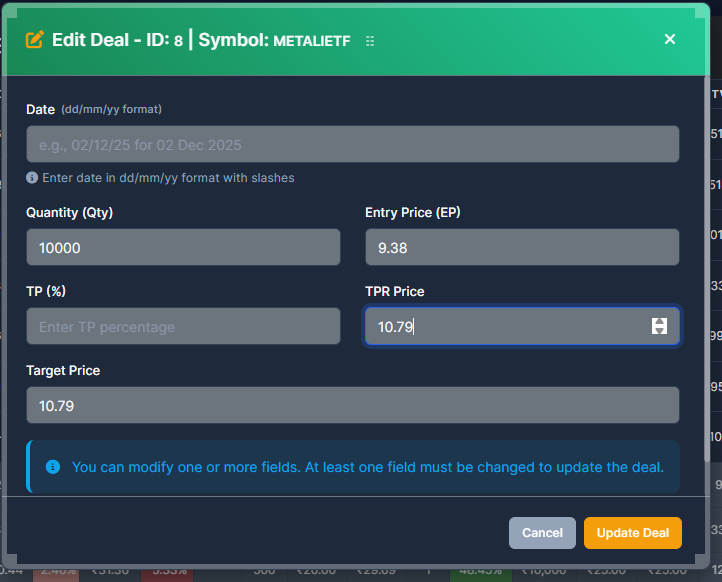 Edit Deal - ID: 8 | Symbol: METALIETF
Date (dd/mm/yy format)
e.g., 02/12/25 for 02 Dec 2025
Enter date in dd/mm/yy format with slashes
Quantity (Qty) Entry Price (EP)
10000 9.38
TP (%) TPR Price
Enter TP percentage 10.79
Target Price
10.79
You can modify one or more fields. At least one field must be changed to update the deal.
Cancel Update Deal